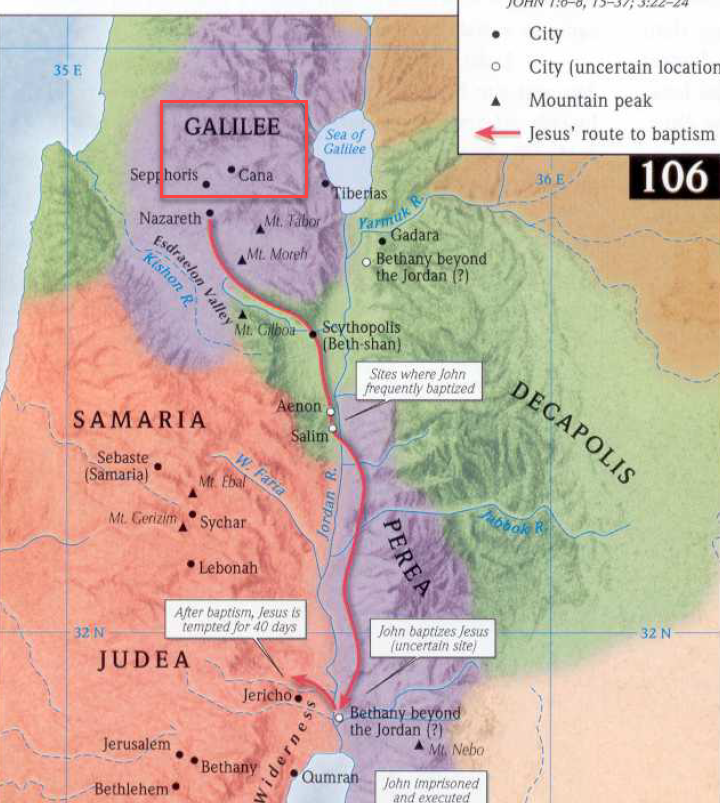 JOHN 1:6–8, 15–37; 3:22–24
City
City (uncertain location
Mountain peak
Jesus' route to baptism
106
35 E
36 E
GALILEE
Sea of
Galilee
Sepphoris
Cana
Tiberias
Nazareth
Mt. Tabor
Yarmuk R.
Gadara
Mt. Moreh
Bethany beyond
the Jordan (?)
Esdraelon Valley
Kishon R.
Mt. Gilboa
Scythopolis
(Beth-shan)
Sites where John
frequently baptized
DECAPOLIS
Aenon
Salim
SAMARIA
Sebaste
(Samaria)
Mt. Ebal
W. Faria
Jordan R.
Mt. Gerizim
Sychar
Jabbok R.
PEREA
Lebonah
After baptism, Jesus is
tempted for 40 days
John baptizes Jesus
(uncertain site)
32 N
32 N
JUDEA
Jericho
Bethany beyond
the Jordan (?)
Mt. Nebo
Wilderness
Jerusalem
Bethany
Bethlehem
Qumran
John imprisoned
and executed